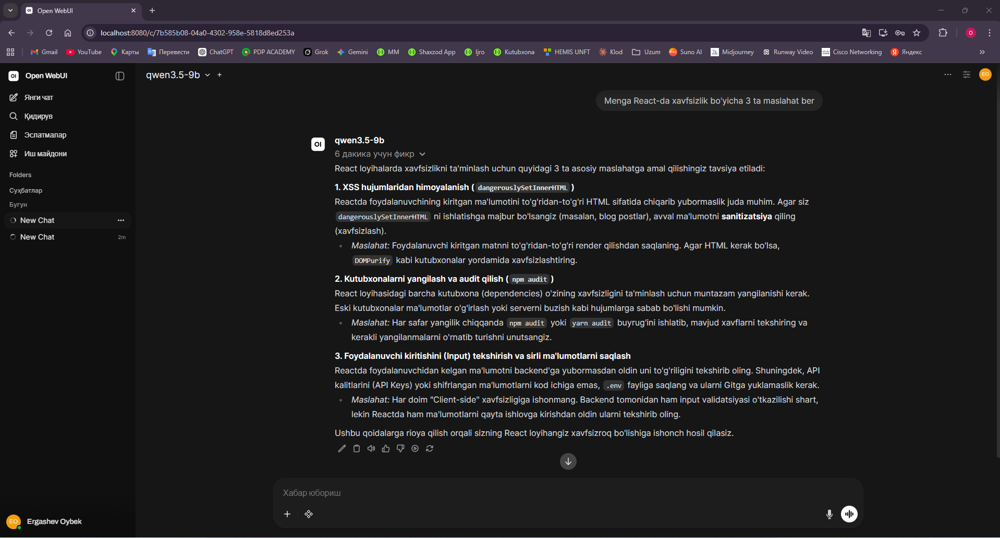 Open WebUI
localhost:8080/c/7b585b08-04a0-4302-958e-5818d8ed253a
Gmail YouTube Карты Перевести ChatGPT PDP ACADEMY Grok Gemini MM Shaxzod App Ijro Kutubxona HEMIS UNFT Klod Uzum Suno AI Midjourney Runway Video Cisco Networking Яндекс
OI Open WebUI
Янги чат
Қидирув
Эслатмалар
Иш майдони
Folders
Суҳбатлар
Бугун
New Chat
New Chat 2m
EO Ergashev Oybek
qwen3.5-9b
EO
Menga React-da xavfsizlik bo'yicha 3 ta maslahat ber
OI qwen3.5-9b
6 дакика учун фикр
React loyihalarda xavfsizlikni ta'minlash uchun quyidagi 3 ta asosiy maslahatga amal qilishingiz tavsiya etiladi:
1. XSS hujumlaridan himoyalanish ( dangerouslySetInnerHTML )
Reactda foydalanuvchining kiritgan ma'lumotini to'g'ridan-to'g'ri HTML sifatida chiqarib yubormaslik juda muhim. Agar siz
dangerouslySetInnerHTML ni ishlatishga majbur bo'lsangiz (masalan, blog postlar), avval ma'lumotni sanitizatsiya qiling
(xavfsizlash).
• Maslahat: Foydalanuvchi kiritgan matnni to'g'ridan-to'g'ri render qilishdan saqlaning. Agar HTML kerak bo'lsa,
DOMPurify kabi kutubxonalar yordamida xavfsizlashtiring.
2. Kutubxonalarni yangilash va audit qilish ( npm audit )
React loyihasidagi barcha kutubxona (dependencies) o'zining xavfsizligini ta'minlash uchun muntazam yangilanishi kerak.
Eski kutubxonalar ma'lumotlar o'g'irlash yoki serverni buzish kabi hujumlarga sabab bo'lishi mumkin.
• Maslahat: Har safar yangilik chiqqanda npm audit yoki yarn audit buyrug'ini ishlatib, mavjud xavflarni tekshiring va
kerakli yangilanmalarni o'rnatib turishni unutsangiz.
3. Foydalanuvchi kiritishini (Input) tekshirish va sirli ma'lumotlarni saqlash
Reactda foydalanuvchidan kelgan ma'lumotni backend'ga yubormasdan oldin uni to'g'riligini tekshirib oling. Shuningdek, API
kalitlarini (API Keys) yoki shifrlangan ma'lumotlarni kod ichiga emas, .env fayliga saqlang va ularni Gitga yuklamaslik kerak.
• Maslahat: Har doim "Client-side" xavfsizligiga ishonmang. Backend tomonidan ham input validatsiyasi o'tkazilishi shart,
lekin Reactda ham ma'lumotlarni qayta ishlovga kirishdan oldin ularni tekshirib oling.
Ushbu qoidalarga rioya qilish orqali sizning React loyihangiz xavfsizroq bo'lishiga ishonch hosil qilasiz.
Хабар юбориш